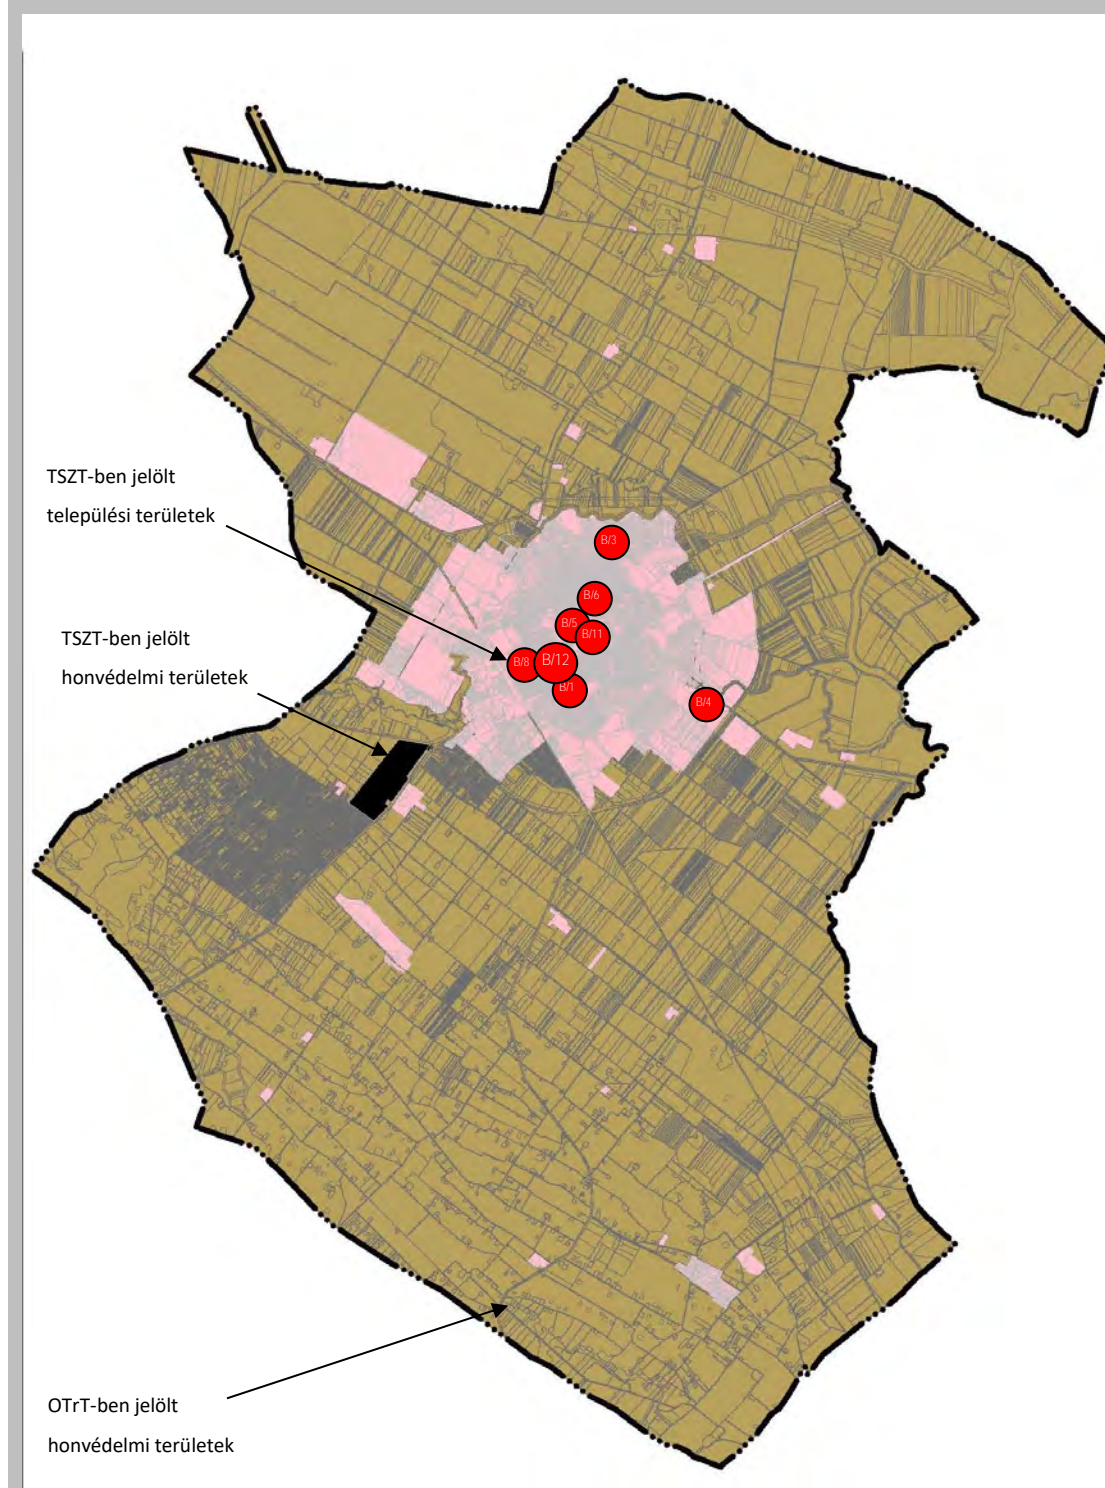 TSZT-ben jelölt
települési területek
B/3
B/6
B/5
B/11
B/8
B/12
B/1
B/4
TSZT-ben jelölt
honvédelmi területek
OTrT-ben jelölt
honvédelmi területek